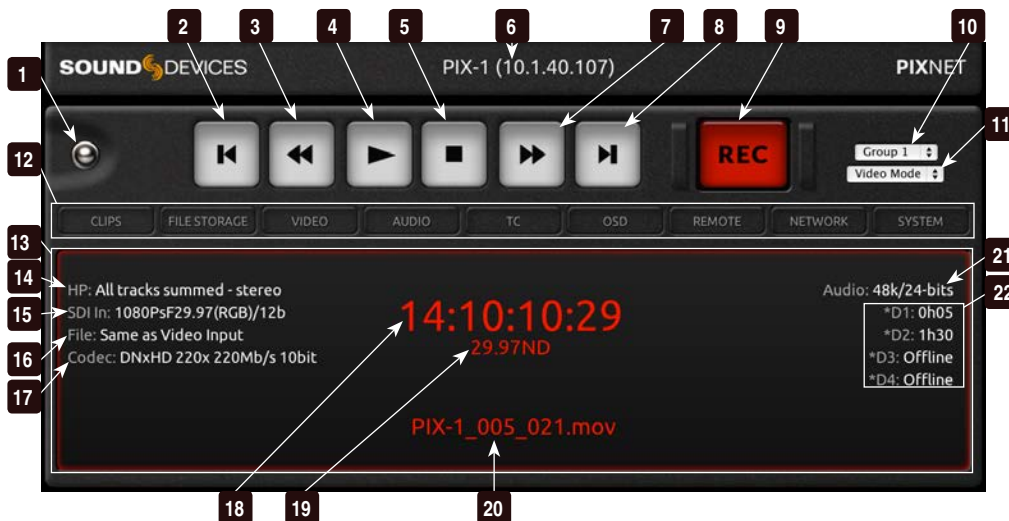 2 3 4 5 6 7 8 9 10
1 SOUND DEVICES PIX-1 (10.1.40.107) PIXNET
11
REC Group 1
12 Video Mode
CLIPS FILE STORAGE VIDEO AUDIO TC OSD REMOTE NETWORK SYSTEM
13
21
14 HP: All tracks summed - stereo Audio: 48k/24-bits
22
15 SDI In: 1080PsF29.97(RGB)/12b 14:10:10:29 *D1: 0h05
16 File: Same as Video Input 29.97ND *D2: 1h30
17 Codec: DNxHD 220x 220Mb/s 10bit *D3: Offline
*D4: Offline
PIX-1_005_021.mov
18 19 20